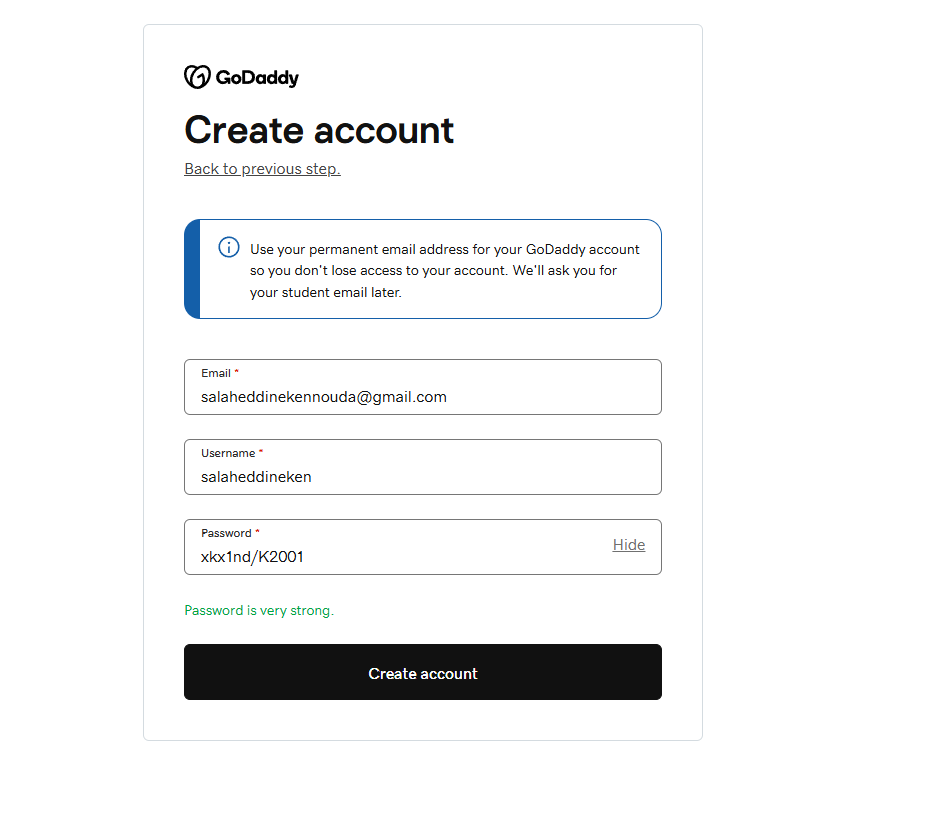 GoDaddy
Create account
Back to previous step.
Use your permanent email address for your GoDaddy account
so you don't lose access to your account. We'll ask you for
your student email later.
Email *
salaheddinekennouda@gmail.com
Username *
salaheddineken
Password *
xkx1nd/K2001
Hide
Password is very strong.
Create account